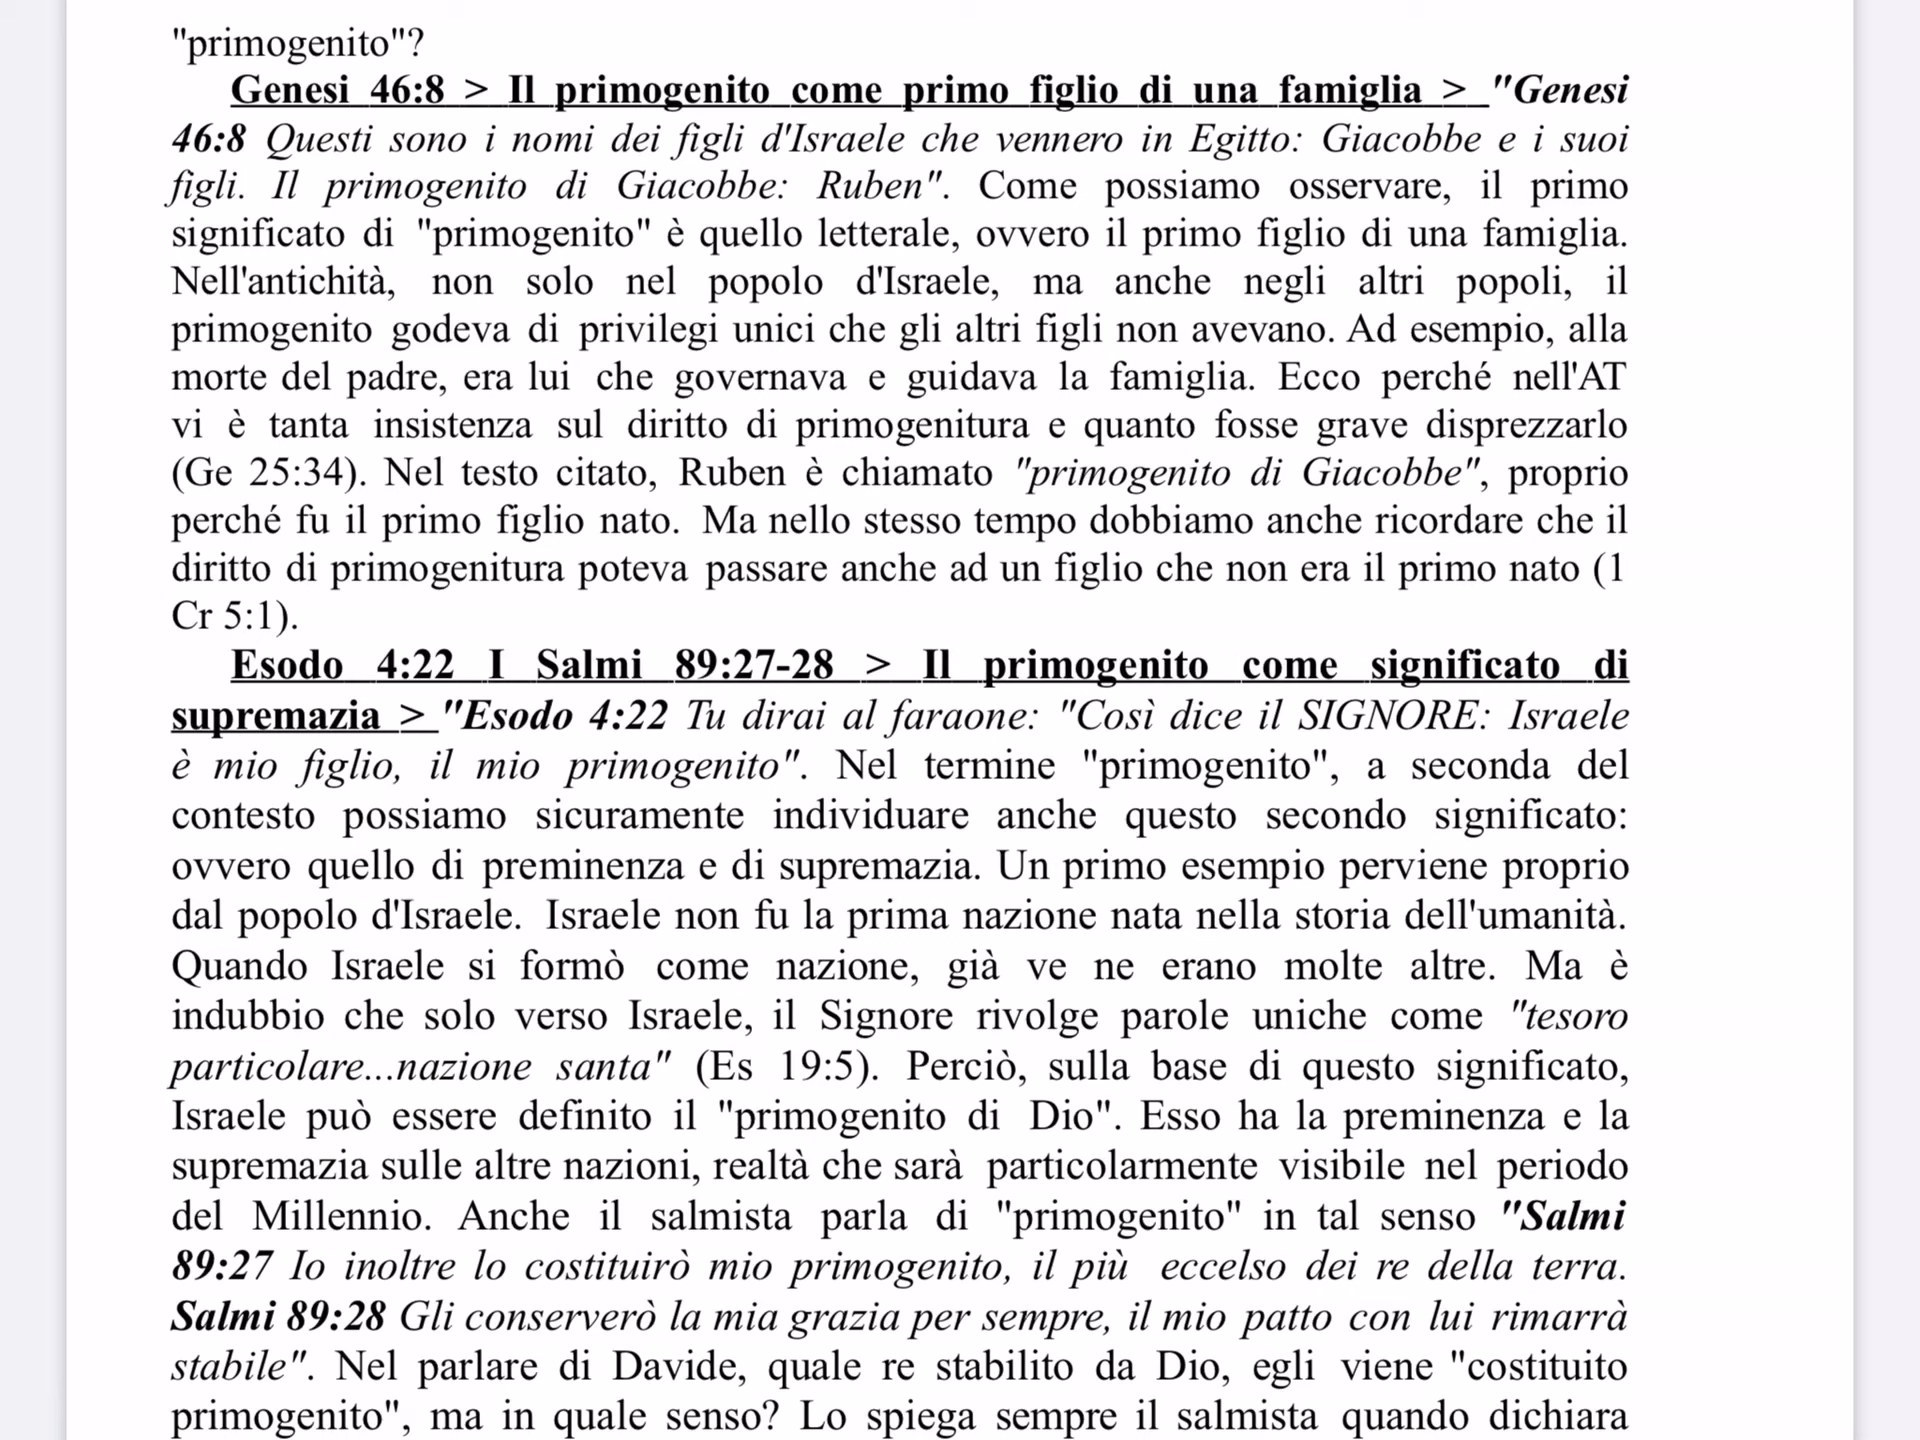 "primogenito"?
Genesi 46:8 > Il primogenito come primo figlio di una famiglia > "Genesi
46:8 Questi sono i nomi dei figli d'Israele che vennero in Egitto: Giacobbe e i suoi
figli. Il primogenito di Giacobbe: Ruben". Come possiamo osservare, il primo
significato di "primogenito" è quello letterale, ovvero il primo figlio di una famiglia.
Nell'antichità, non solo nel popolo d'Israele, ma anche negli altri popoli, il
primogenito godeva di privilegi unici che gli altri figli non avevano. Ad esempio, alla
morte del padre, era lui che governava e guidava la famiglia. Ecco perché nell'AT
vi è tanta insistenza sul diritto di primogenitura e quanto fosse grave disprezzarlo
(Ge 25:34). Nel testo citato, Ruben è chiamato "primogenito di Giacobbe", proprio
perché fu il primo figlio nato. Ma nello stesso tempo dobbiamo anche ricordare che il
diritto di primogenitura poteva passare anche ad un figlio che non era il primo nato (1
Cr 5:1).
Esodo 4:22 I Salmi 89:27-28 > Il primogenito come significato di
supremazia > "Esodo 4:22 Tu dirai al faraone: "Così dice il SIGNORE: Israele
è mio figlio, il mio primogenito". Nel termine "primogenito", a seconda del
contesto possiamo sicuramente individuare anche questo secondo significato:
ovvero quello di preminenza e di supremazia. Un primo esempio perviene proprio
dal popolo d'Israele. Israele non fu la prima nazione nata nella storia dell'umanità.
Quando Israele si formò come nazione, già ve ne erano molte altre. Ma è
indubbio che solo verso Israele, il Signore rivolge parole uniche come "tesoro
particolare...nazione santa" (Es 19:5). Perciò, sulla base di questo significato,
Israele può essere definito il "primogenito di Dio". Esso ha la preminenza e la
supremazia sulle altre nazioni, realtà che sarà particolarmente visibile nel periodo
del Millennio. Anche il salmista parla di "primogenito" in tal senso "Salmi
89:27 Io inoltre lo costituirò mio primogenito, il più eccelso dei re della terra.
Salmi 89:28 Gli conserverò la mia grazia per sempre, il mio patto con lui rimarrà
stabile". Nel parlare di Davide, quale re stabilito da Dio, egli viene "costituito
primogenito", ma in quale senso? Lo spiega sempre il salmista quando dichiara